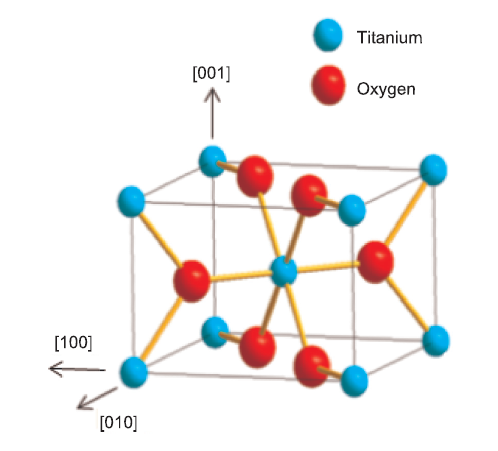 Titanium
Oxygen
[001]
[100]
[010]